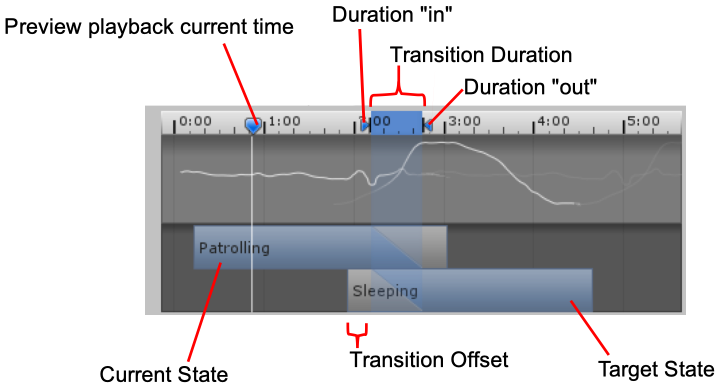 Duration "in"
Preview playback current time
Transition Duration
Duration "out"
0:00 1:00 :00 3:00 4:00 5:00
Patrolling
Sleeping
Transition Offset
Current State
Target State